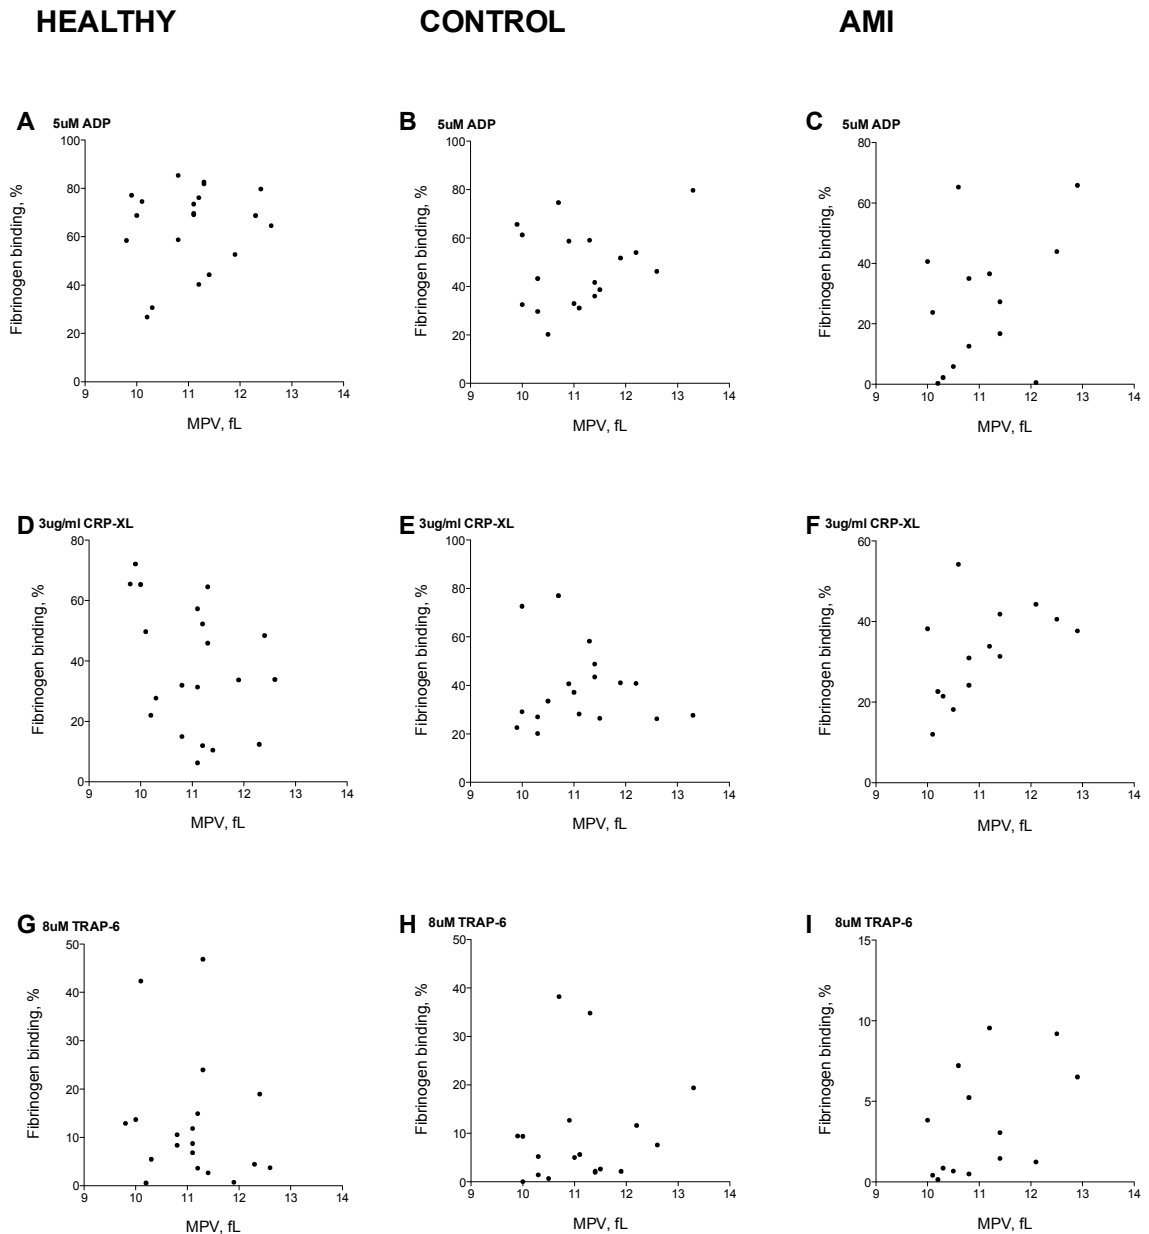 HEALTHY CONTROL AMI
A 5uM ADP
Fibrinogen binding, %
100
80
60
40
20
0
9 10 11 12 13 14
MPV, fL
B 5uM ADP
Fibrinogen binding, %
100
80
60
40
20
0
9 10 11 12 13 14
MPV, fL
C 5uM ADP
Fibrinogen binding, %
80
60
40
20
0
9 10 11 12 13 14
MPV, fL
D 3ug/ml CRP-XL
Fibrinogen binding, %
80
60
40
20
0
9 10 11 12 13 14
MPV, fL
E 3ug/ml CRP-XL
Fibrinogen binding, %
100
80
60
40
20
0
9 10 11 12 13 14
MPV, fL
F 3ug/ml CRP-XL
Fibrinogen binding, %
60
40
20
0
9 10 11 12 13 14
MPV, fL
G 8uM TRAP-6
Fibrinogen binding, %
50
40
30
20
10
0
9 10 11 12 13 14
MPV, fL
H 8uM TRAP-6
Fibrinogen binding, %
50
40
30
20
10
0
9 10 11 12 13 14
MPV, fL
I 8uM TRAP-6
Fibrinogen binding, %
15
10
5
0
9 10 11 12 13 14
MPV, fL